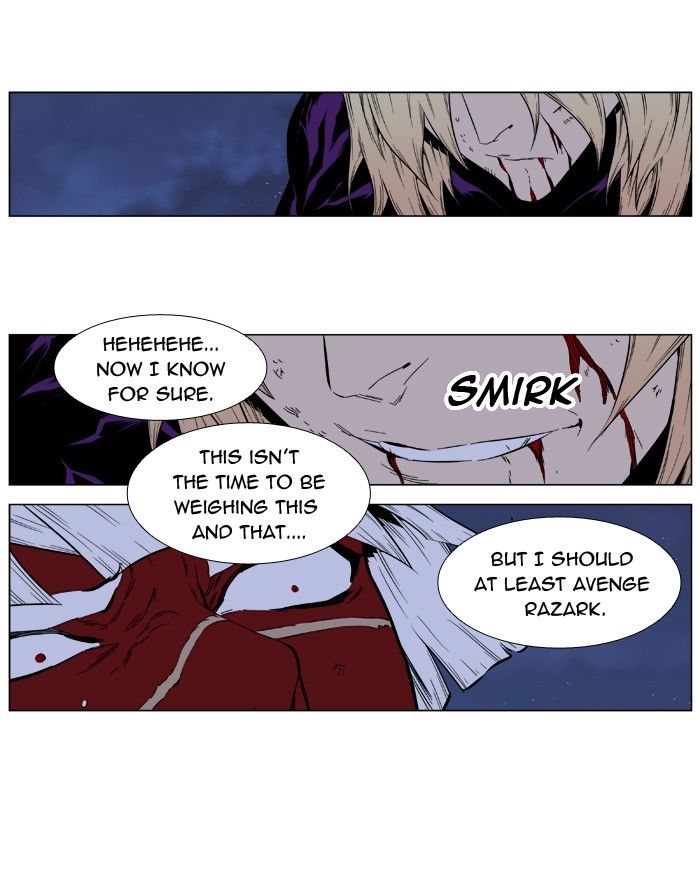 HEHEHEHE...
NOW I KNOW
FOR SURE.
SMIRK
THIS ISN'T
THE TIME TO BE
WEIGHING THIS
AND THAT....
BUT I SHOULD
AT LEAST AVENGE
RAZARK.